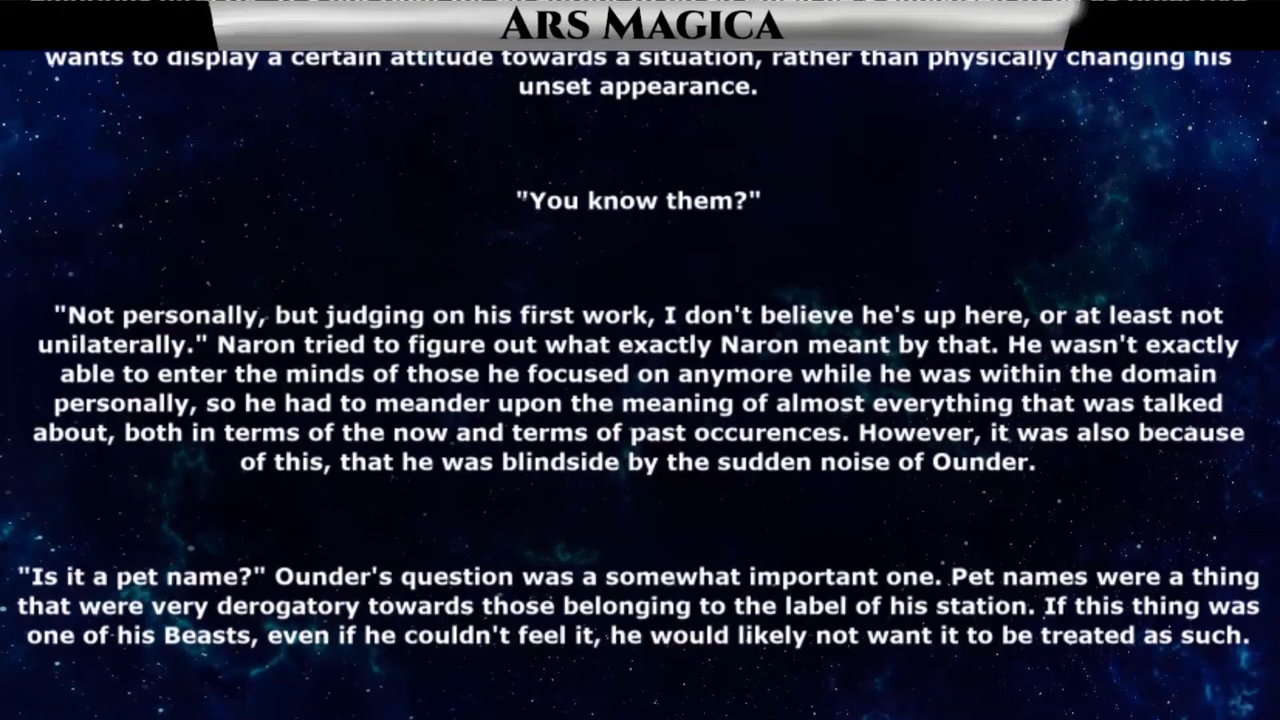 ARS MAGICA
wants to display a certain attitude towards a situation, rather than physically changing his
unset appearance.
"You know them?"
"Not personally, but judging on his first work, I don't believe he's up here, or at least not
unilaterally." Naron tried to figure out what exactly Naron meant by that. He wasn't exactly
able to enter the minds of those he focused on anymore while he was within the domain
personally, so he had to meander upon the meaning of almost everything that was talked
about, both in terms of the now and terms of past occurences. However, it was also because
of this, that he was blindside by the sudden noise of Ounder.
"Is it a pet name?" Ounder's question was a somewhat important one. Pet names were a thing
that were very derogatory towards those belonging to the label of his station. If this thing was
one of his Beasts, even if he couldn't feel it, he would likely not want it to be treated as such.